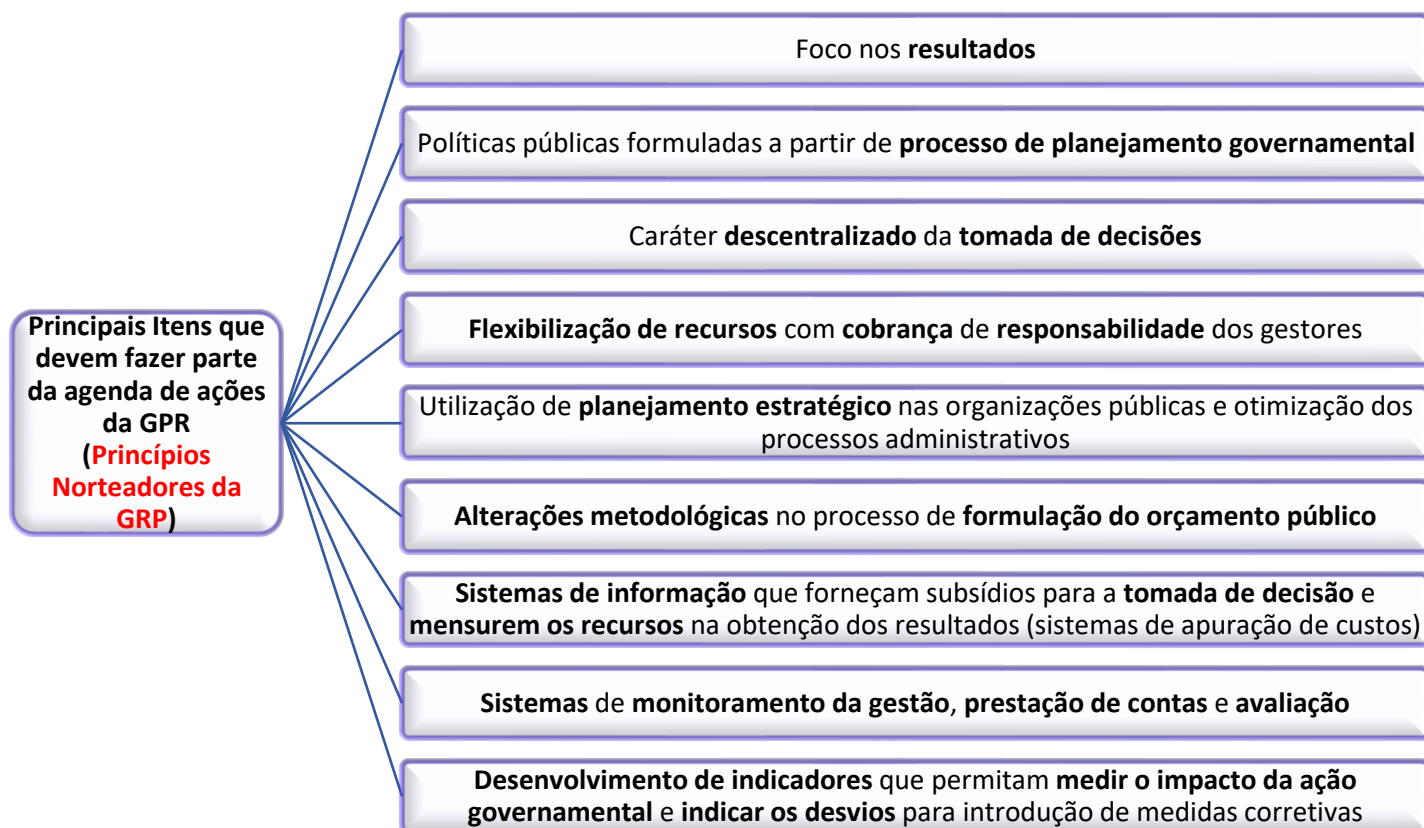 Principais Itens que
devem fazer parte
da agenda de ações
da GPR
(Princípios
Norteadores da
GRP)
Foco nos resultados
Políticas públicas formuladas a partir de processo de planejamento governamental
Caráter descentralizado da tomada de decisões
Flexibilização de recursos com cobrança de responsabilidade dos gestores
Utilização de planejamento estratégico nas organizações públicas e otimização dos
processos administrativos
Alterações metodológicas no processo de formulação do orçamento público
Sistemas de informação que forneçam subsídios para a tomada de decisão e
mensurem os recursos na obtenção dos resultados (sistemas de apuração de custos)
Sistemas de monitoramento da gestão, prestação de contas e avaliação
Desenvolvimento de indicadores que permitam medir o impacto da ação
governamental e indicar os desvios para introdução de medidas corretivas